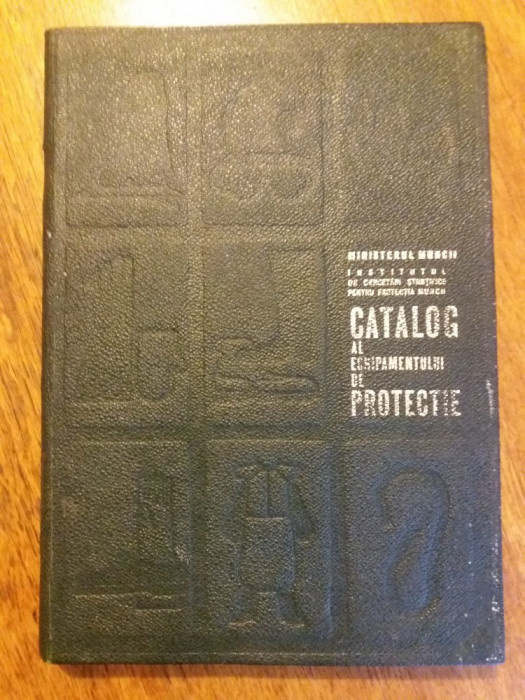 MINISTERUL MUNCII
INSTITUTUL
DE CERCETĂRI ȘTIINȚIFICE
PENTRU PROTECȚIA MUNCII
CATALOG
AL
ECHIPAMENTULUI
DE
PROTECȚIE